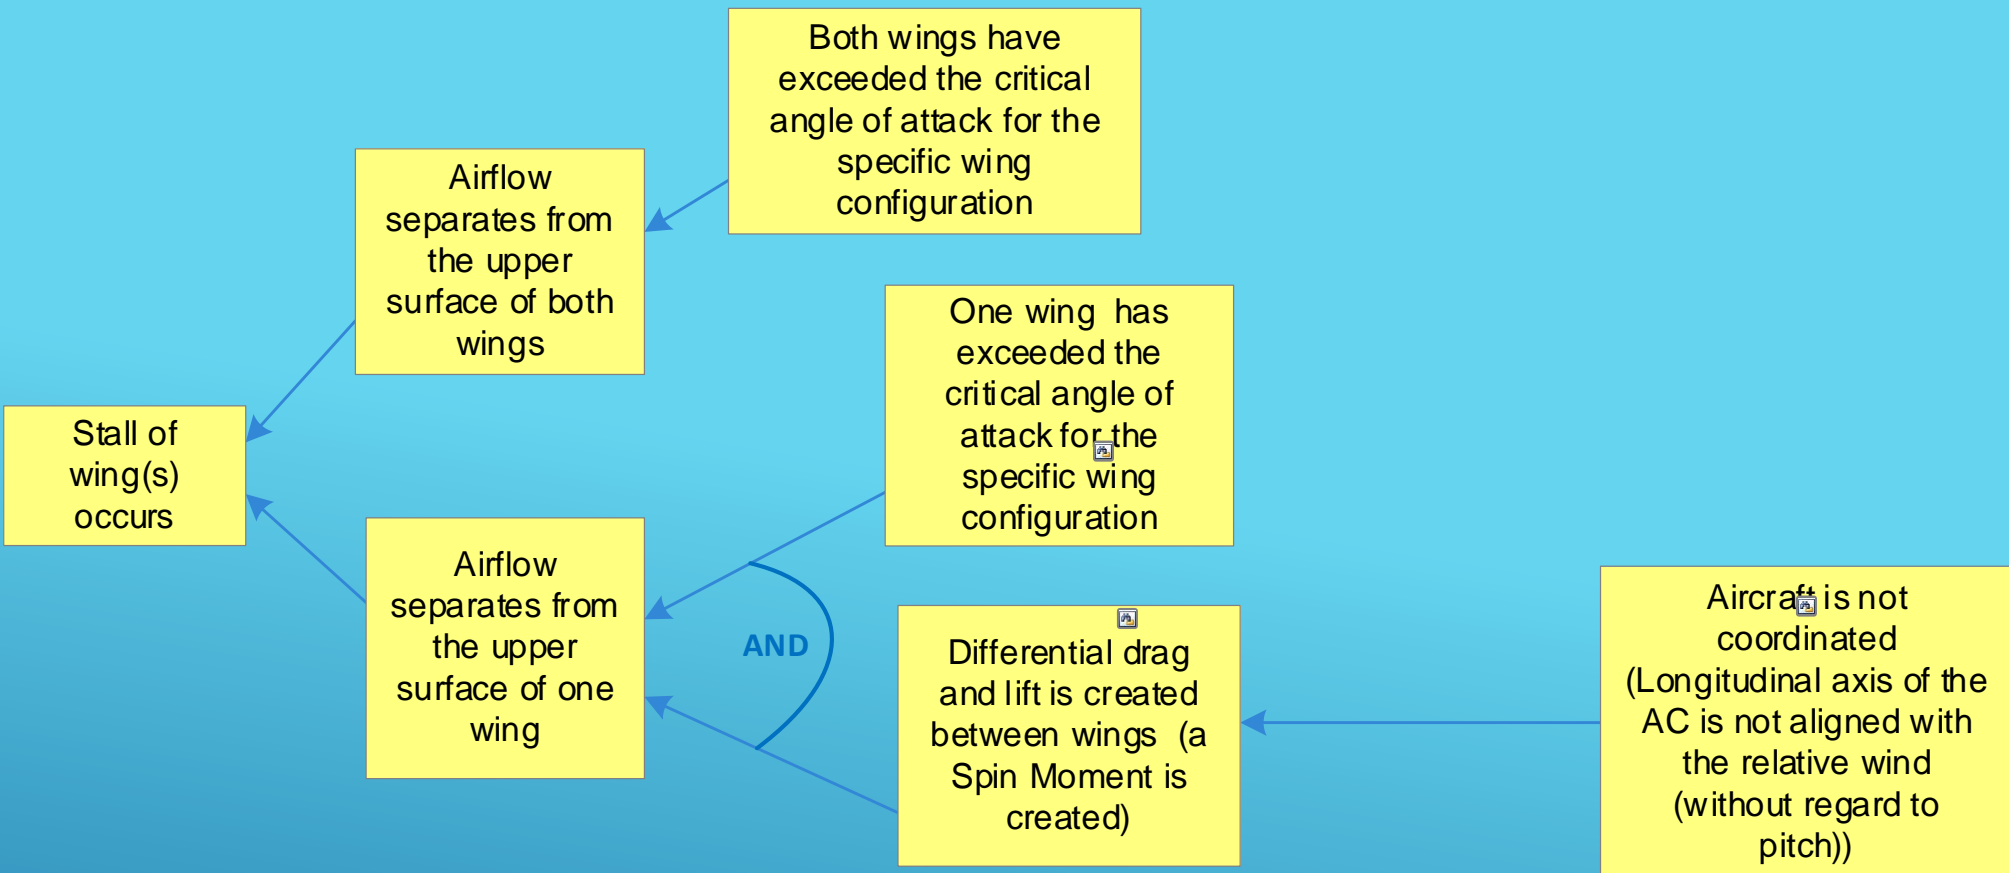 Both wings have
exceeded the critical
angle of attack for the
specific wing
configuration
Airflow
separates from
the upper
surface of both
wings
One wing has
exceeded the
critical angle of
attack for the
specific wing
configuration
Stall of
wing(s)
occurs
Airflow
separates from
the upper
surface of one
wing
AND
Differential drag
and lift is created
between wings (a
Spin Moment is
created)
Aircraft is not
coordinated
(Longitudinal axis of the
AC is not aligned with
the relative wind
(without regard to
pitch))